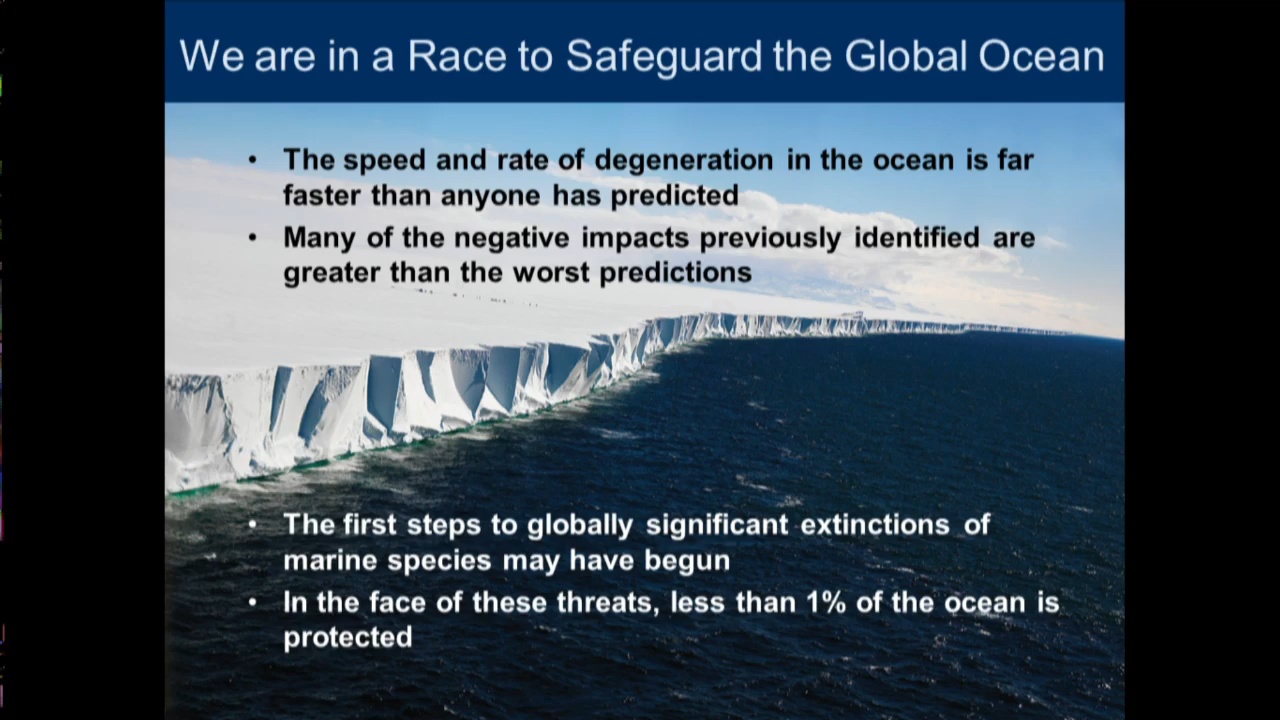 We are in a Race to Safeguard the Global Ocean
• The speed and rate of degeneration in the ocean is far
faster than anyone has predicted
• Many of the negative impacts previously identified are
greater than the worst predictions
• The first steps to globally significant extinctions of
marine species may have begun
• In the face of these threats, less than 1% of the ocean is
protected